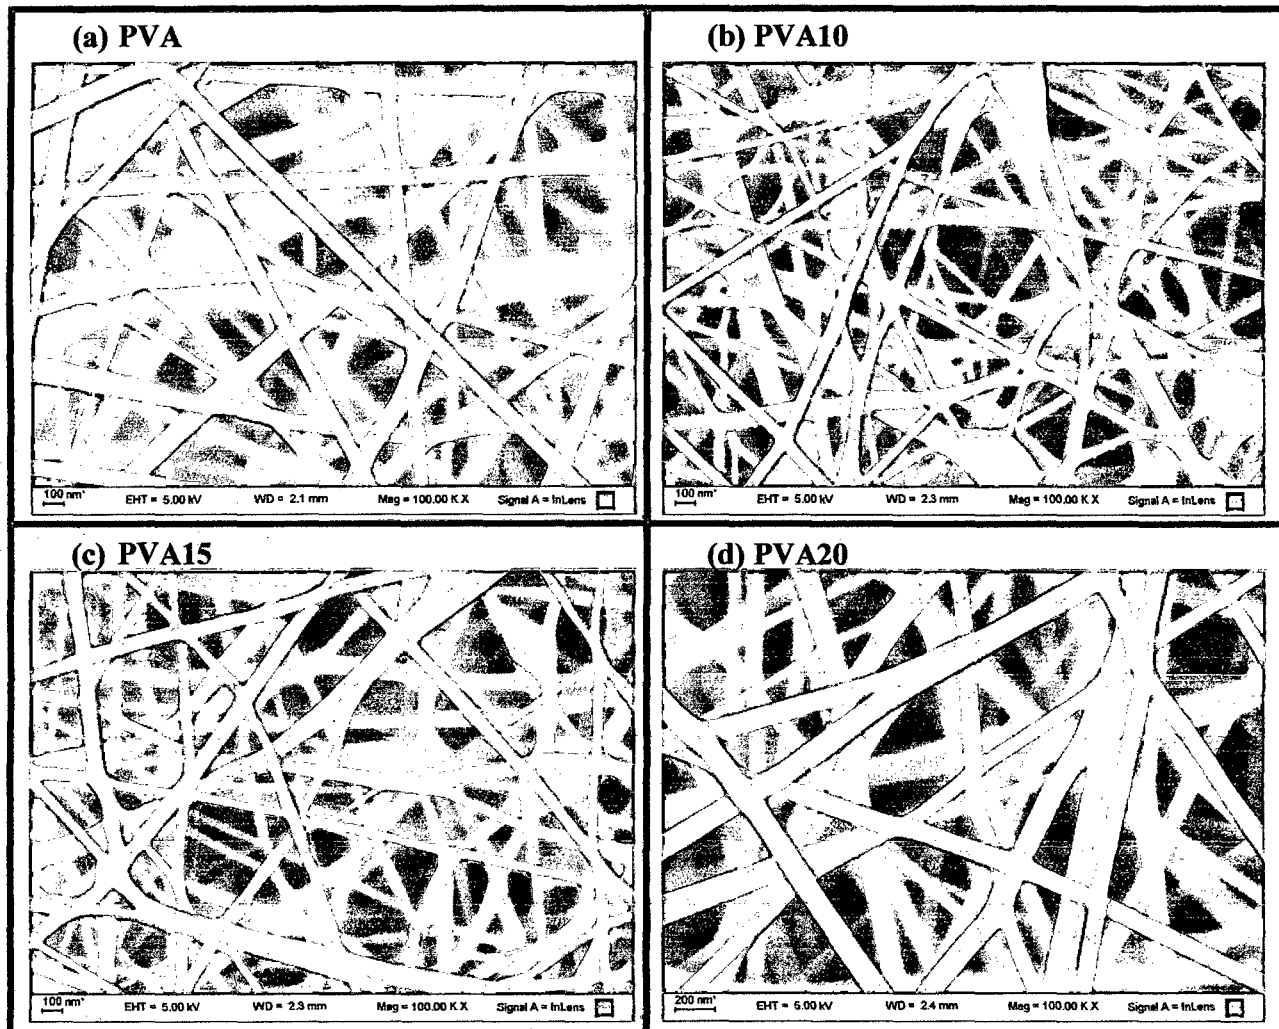 (a) PVA
(b) PVA10
100 nm*
EHT = 5.00 kV
WD = 2.1 mm
Mag = 100.00 K X
Signal A = InLens
100 nm*
EHT = 5.00 kV
WD = 2.3 mm
Mag = 100.00 K X
Signal A = InLens
(c) PVA15
(d) PVA20
100 nm*
EHT = 5.00 kV
WD = 2.3 mm
Mag = 100.00 K X
Signal A = InLens
200 nm*
EHT = 5.00 kV
WD = 2.4 mm
Mag = 100.00 K X
Signal A = InLens